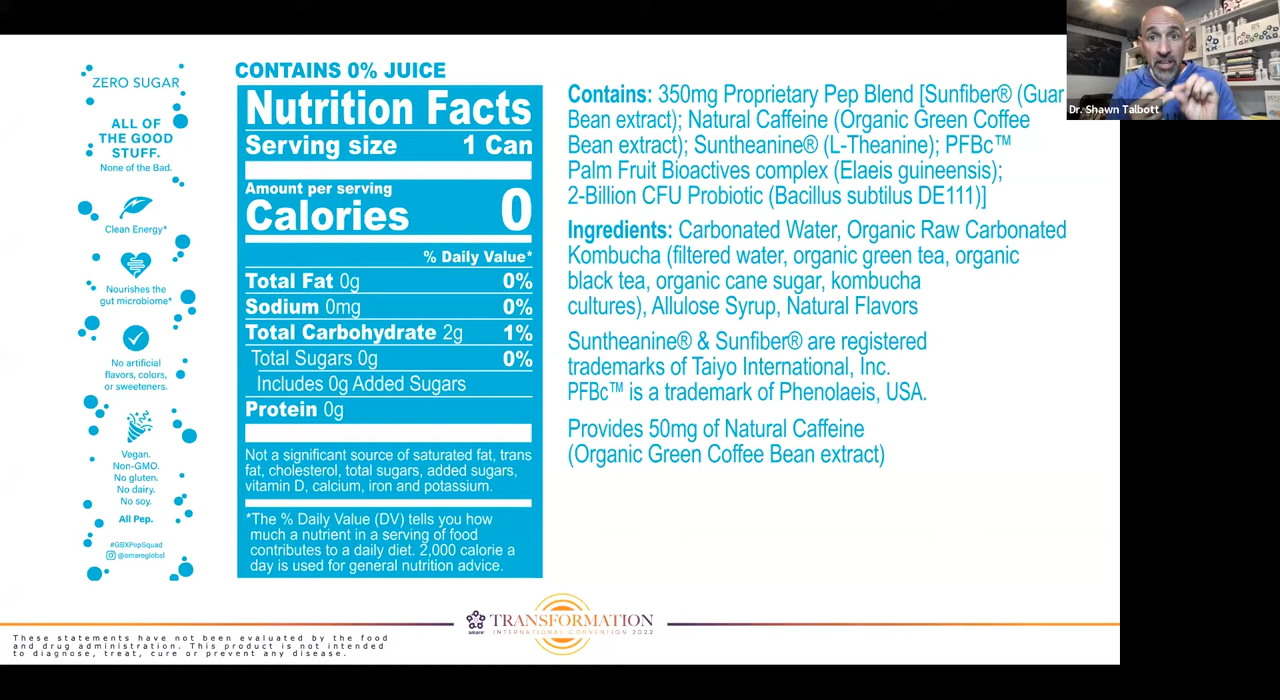 ZERO SUGAR
ALL OF
THE GOOD
STUFF.
None of the Bad.
Clean Energy*
Nourishes the
gut microbiome*
No artificial
flavors, colors,
or sweeteners.
Vegan.
Non-GMO.
No gluten.
No dairy.
No soy.
All Pep.
#GBXPepSquad
@amareglobal
CONTAINS 0% JUICE
Nutrition Facts
Serving size 1 Can
Amount per serving
Calories 0
% Daily Value*
Total Fat 0g 0%
Sodium 0mg 0%
Total Carbohydrate 2g 1%
Total Sugars 0g 0%
Includes 0g Added Sugars
Protein 0g
Not a significant source of saturated fat, trans
fat, cholesterol, total sugars, added sugars,
vitamin D, calcium, iron and potassium.
*The % Daily Value (DV) tells you how
much a nutrient in a serving of food
contributes to a daily diet. 2,000 calorie a
day is used for general nutrition advice.
Contains: 350mg Proprietary Pep Blend [Sunfiber® (Guar
Bean extract); Natural Caffeine (Organic Green Coffee
Bean extract); Suntheanine® (L-Theanine); PFBc™
Palm Fruit Bioactives complex (Elaeis guineensis);
2-Billion CFU Probiotic (Bacillus subtilus DE111)]
Ingredients: Carbonated Water, Organic Raw Carbonated
Kombucha (filtered water, organic green tea, organic
black tea, organic cane sugar, kombucha
cultures), Allulose Syrup, Natural Flavors
Suntheanine® & Sunfiber® are registered
trademarks of Taiyo International, Inc.
PFBc™ is a trademark of Phenolaeis, USA.
Provides 50mg of Natural Caffeine
(Organic Green Coffee Bean extract)
Dr. Shawn Talbott
amare
TRANSFORMATION
INTERNATIONAL CONVENTION 2022
These statements have not been evaluated by the food
and drug administration. This product is not intended
to diagnose, treat, cure or prevent any disease.